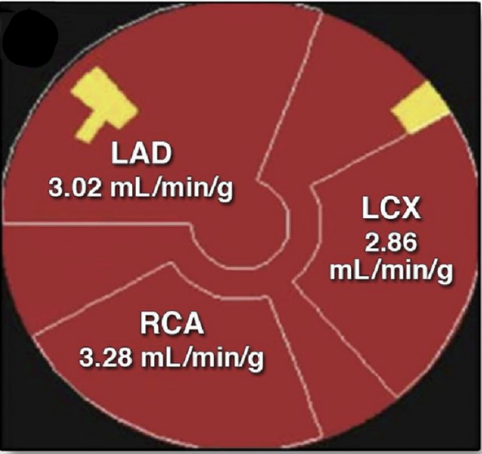 LAD
3.02 mL/min/g
LCX
2.86
mL/min/g
RCA
3.28 mL/min/g